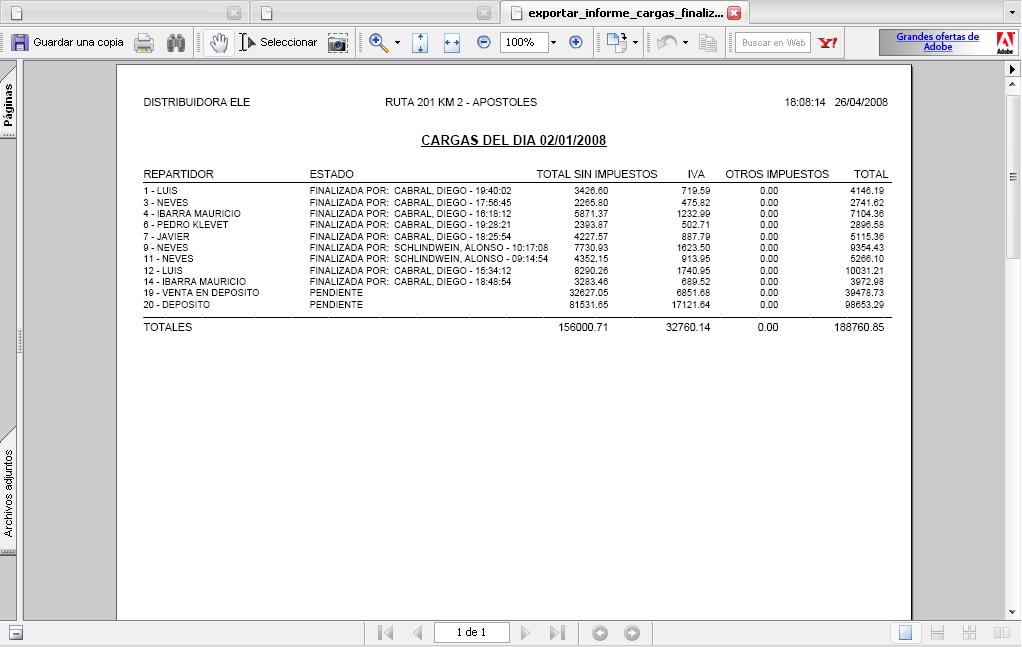 exportar_informe_cargas_finaliz...
Guardar una copia
Seleccionar
100%
Buscar en Web
Y!
Grandes ofertas de
Adobe
Adobe
Páginas
Archivos adjuntos
DISTRIBUIDORA ELE RUTA 201 KM 2 - APOSTOLES 18:08:14 26/04/2008
CARGAS DEL DIA 02/01/2008
REPARTIDOR ESTADO TOTAL SIN IMPUESTOS IVA OTROS IMPUESTOS TOTAL
1 - LUIS FINALIZADA POR: CABRAL, DIEGO - 19:40:02 3426.60 719.59 0.00 4146.19
3 - NEVES FINALIZADA POR: CABRAL, DIEGO - 17:56:45 2265.80 475.82 0.00 2741.62
4 - IBARRA MAURICIO FINALIZADA POR: CABRAL, DIEGO - 16:18:12 5871.37 1232.99 0.00 7104.36
6 - PEDRO KLEVET FINALIZADA POR: CABRAL, DIEGO - 19:28:21 2393.87 502.71 0.00 2896.58
7 - JAVIER FINALIZADA POR: CABRAL, DIEGO - 18:25:54 4227.57 887.79 0.00 5115.36
9 - NEVES FINALIZADA POR: SCHLINDWEIN, ALONSO - 10:17:08 7730.93 1623.50 0.00 9354.43
11 - NEVES FINALIZADA POR: SCHLINDWEIN, ALONSO - 09:14:54 4352.15 913.95 0.00 5266.10
12 - LUIS FINALIZADA POR: CABRAL, DIEGO - 15:34:12 8290.26 1740.95 0.00 10031.21
14 - IBARRA MAURICIO FINALIZADA POR: CABRAL, DIEGO - 18:48:54 3283.46 689.52 0.00 3972.98
19 - VENTA EN DEPOSITO PENDIENTE 32627.05 6851.68 0.00 39478.73
20 - DEPOSITO PENDIENTE 81531.65 17121.64 0.00 98653.29
TOTALES 156000.71 32760.14 0.00 188760.85
1 de 1